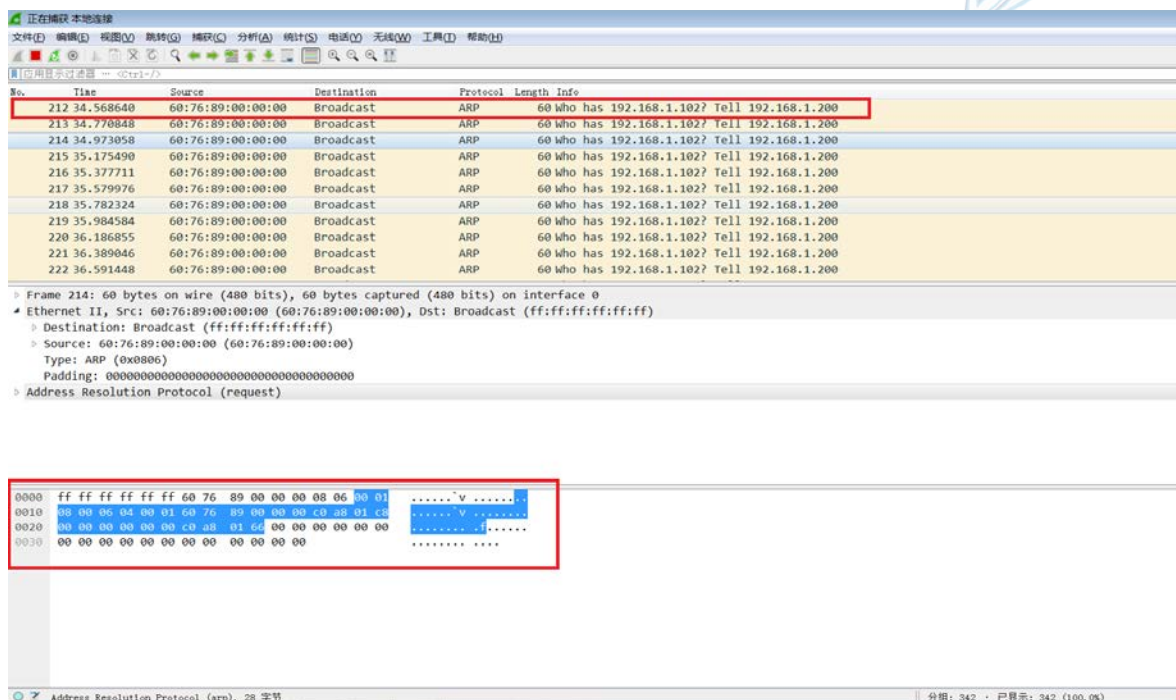 正在捕获 本地连接
文件(F) 编辑(E) 视图(V) 跳转(G) 捕获(C) 分析(A) 统计(S) 电话(Y) 无线(W) 工具(T) 帮助(H)
应用显示过滤器 … <Ctrl-/>
No. Time Source Destination Protocol Length Info
212 34.568640 60:76:89:00:00:00 Broadcast ARP 60 Who has 192.168.1.102? Tell 192.168.1.200
213 34.770848 60:76:89:00:00:00 Broadcast ARP 60 Who has 192.168.1.102? Tell 192.168.1.200
214 34.973058 60:76:89:00:00:00 Broadcast ARP 60 Who has 192.168.1.102? Tell 192.168.1.200
215 35.175490 60:76:89:00:00:00 Broadcast ARP 60 Who has 192.168.1.102? Tell 192.168.1.200
216 35.377711 60:76:89:00:00:00 Broadcast ARP 60 Who has 192.168.1.102? Tell 192.168.1.200
217 35.579976 60:76:89:00:00:00 Broadcast ARP 60 Who has 192.168.1.102? Tell 192.168.1.200
218 35.782324 60:76:89:00:00:00 Broadcast ARP 60 Who has 192.168.1.102? Tell 192.168.1.200
219 35.984584 60:76:89:00:00:00 Broadcast ARP 60 Who has 192.168.1.102? Tell 192.168.1.200
220 36.186855 60:76:89:00:00:00 Broadcast ARP 60 Who has 192.168.1.102? Tell 192.168.1.200
221 36.389046 60:76:89:00:00:00 Broadcast ARP 60 Who has 192.168.1.102? Tell 192.168.1.200
222 36.591448 60:76:89:00:00:00 Broadcast ARP 60 Who has 192.168.1.102? Tell 192.168.1.200
Frame 214: 60 bytes on wire (480 bits), 60 bytes captured (480 bits) on interface 0
Ethernet II, Src: 60:76:89:00:00:00 (60:76:89:00:00:00), Dst: Broadcast (ff:ff:ff:ff:ff:ff)
Destination: Broadcast (ff:ff:ff:ff:ff:ff)
Source: 60:76:89:00:00:00 (60:76:89:00:00:00)
Type: ARP (0x0806)
Padding: 000000000000000000000000000000000000
Address Resolution Protocol (request)
0000 ff ff ff ff ff ff 60 76 89 00 00 00 08 06 00 01 ......`v ........
0010 08 00 06 04 00 01 60 76 89 00 00 00 c0 a8 01 c8 ......`v ........
0020 00 00 00 00 00 00 c0 a8 01 66 00 00 00 00 00 00 ........ .f......
0030 00 00 00 00 00 00 00 00 00 00 00 00 ........ ....
Address Resolution Protocol (arp), 28 字节
分组: 342 · 已显示: 342 (100.0%)